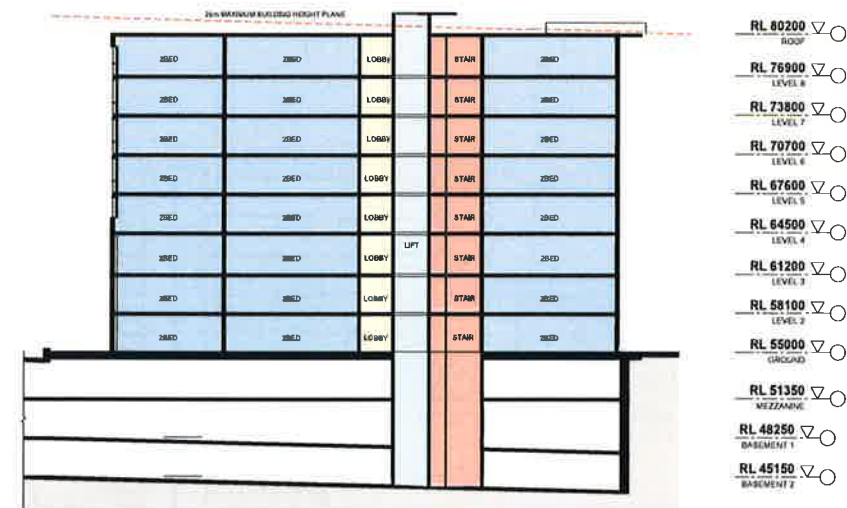 26m MAXIMUM BUILDING HEIGHT PLANE
RL 80200
ROOF
2BED 2BED LOBBY STAIR 2BED
RL 76900
LEVEL 8
2BED 2BED LOBBY STAIR 2BED
RL 73800
LEVEL 7
2BED 2BED LOBBY STAIR 2BED
RL 70700
LEVEL 6
2BED 2BED LOBBY STAIR 2BED
RL 67600
LEVEL 5
2BED 2BED LOBBY STAIR 2BED
RL 64500
LEVEL 4
LIFT
2BED 2BED LOBBY STAIR 2BED
RL 61200
LEVEL 3
2BED 2BED LOBBY STAIR 2BED
RL 58100
LEVEL 2
2BED 2BED LOBBY STAIR 2BED
RL 55000
GROUND
RL 51350
MEZZANINE
RL 48250
BASEMENT 1
RL 45150
BASEMENT 2